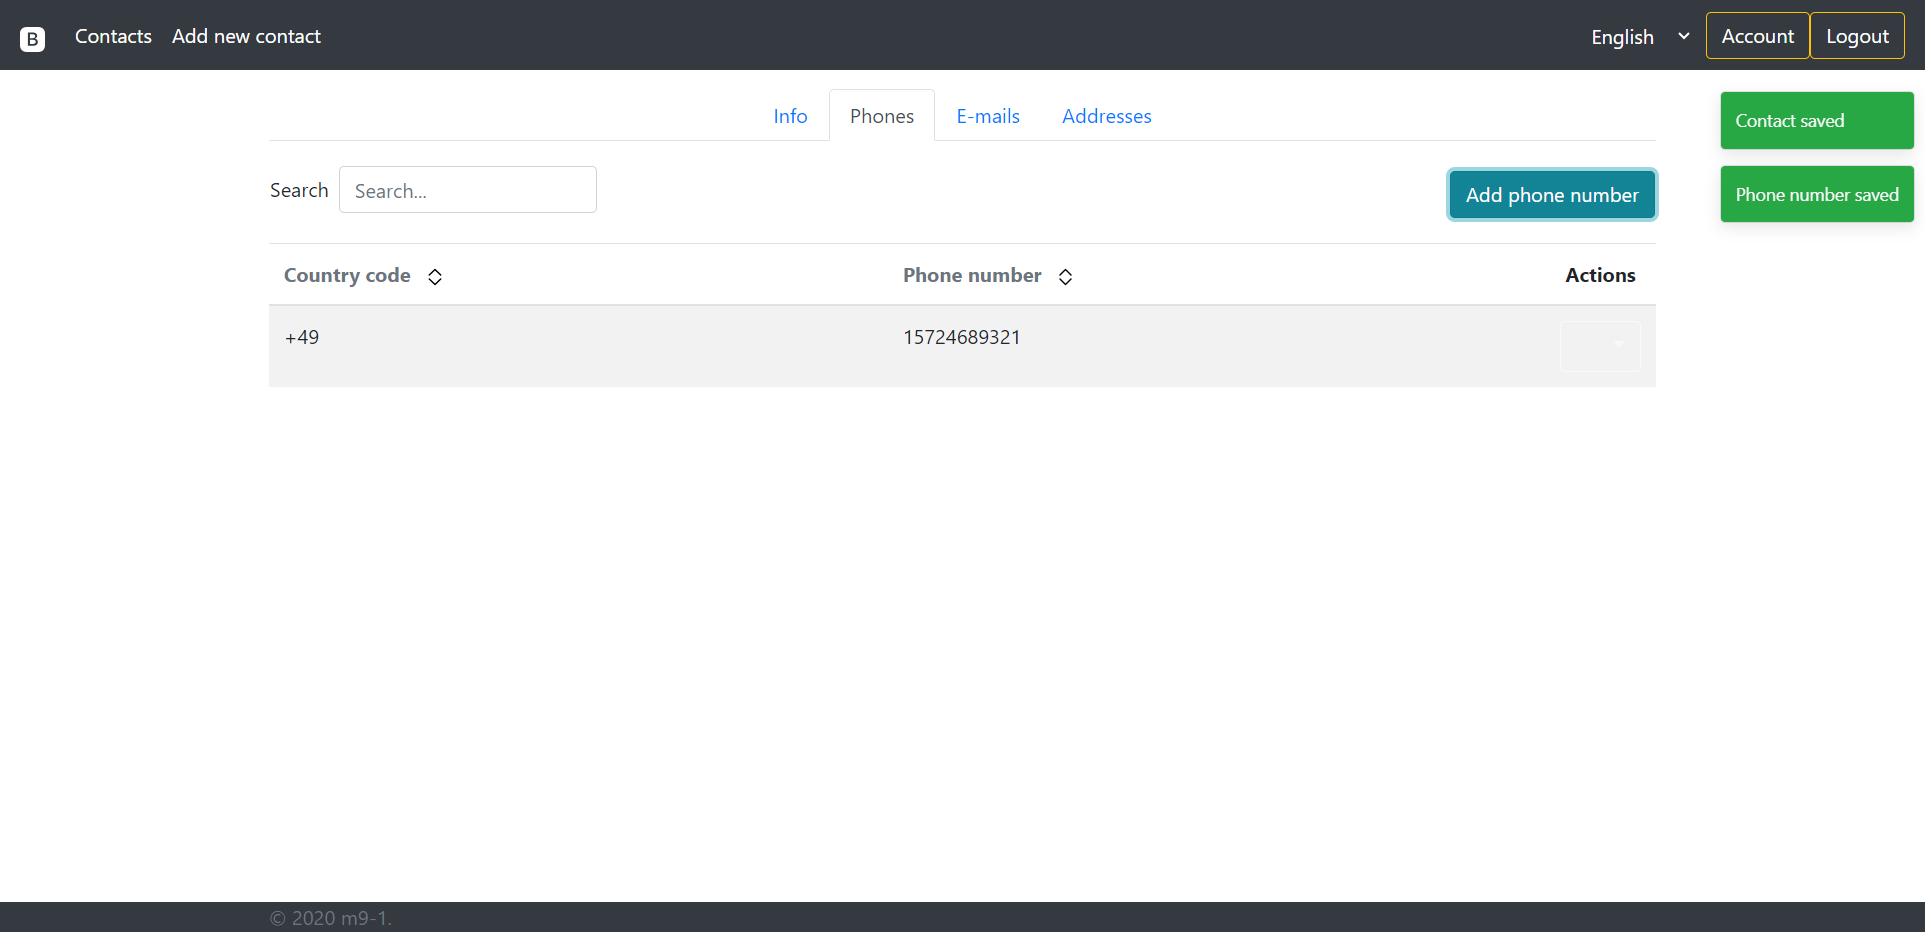 B Contacts Add new contact English Account Logout
Info Phones E-mails Addresses
Contact saved
Search Search... Add phone number
Phone number saved
Country code Phone number Actions
+49 15724689321
© 2020 m9-1.